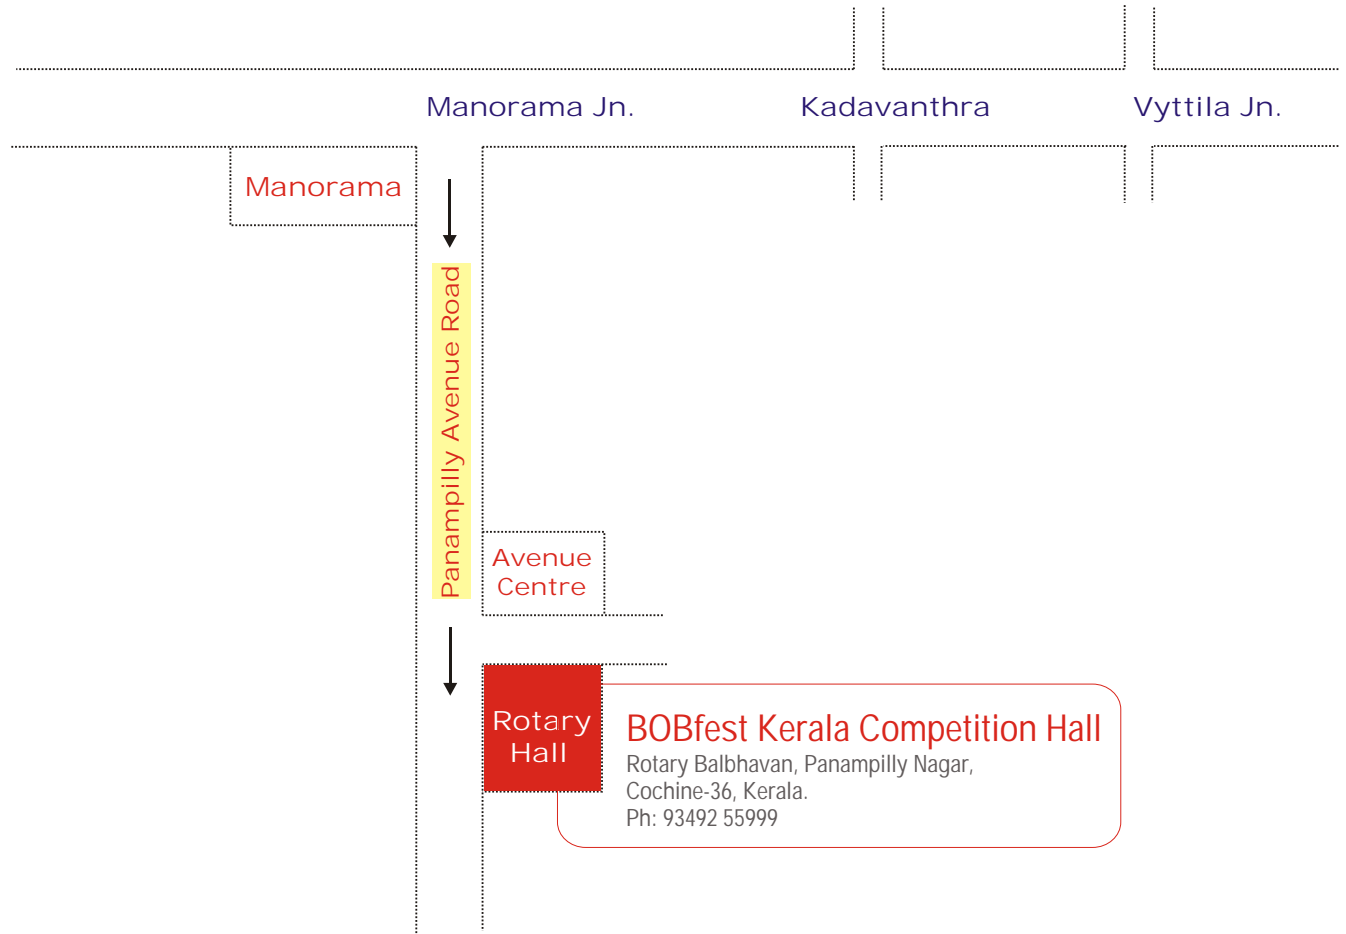 Manorama Jn.
Kadavanthra
Vyttila Jn.
Manorama
Panampilly Avenue Road
Avenue
Centre
Rotary
Hall
BOBfest Kerala Competition Hall
Rotary Balbhavan, Panampilly Nagar,
Cochine-36, Kerala.
Ph: 93492 55999